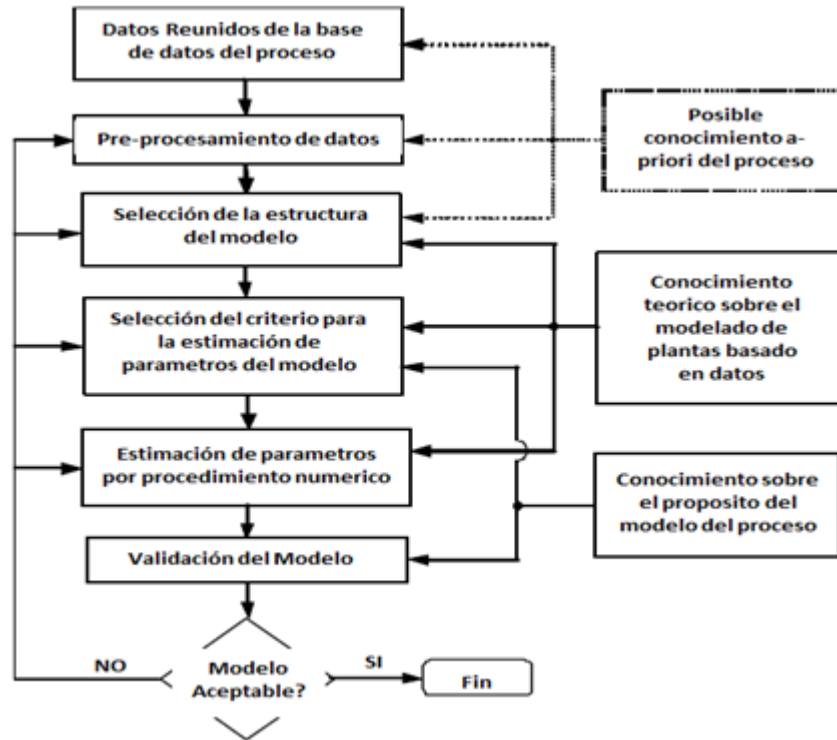 Datos Reunidos de la base
de datos del proceso
Pre-procesamiento de datos
Selección de la estructura
del modelo
Selección del criterio para
la estimación de
parametros del modelo
Estimación de parametros
por procedimiento numerico
Validación del Modelo
Modelo
Aceptable?
NO
SI
Fin
Posible
conocimiento a-
priori del proceso
Conocimiento
teorico sobre el
modelado de
plantas basado
en datos
Conocimiento sobre
el proposito del
modelo del proceso